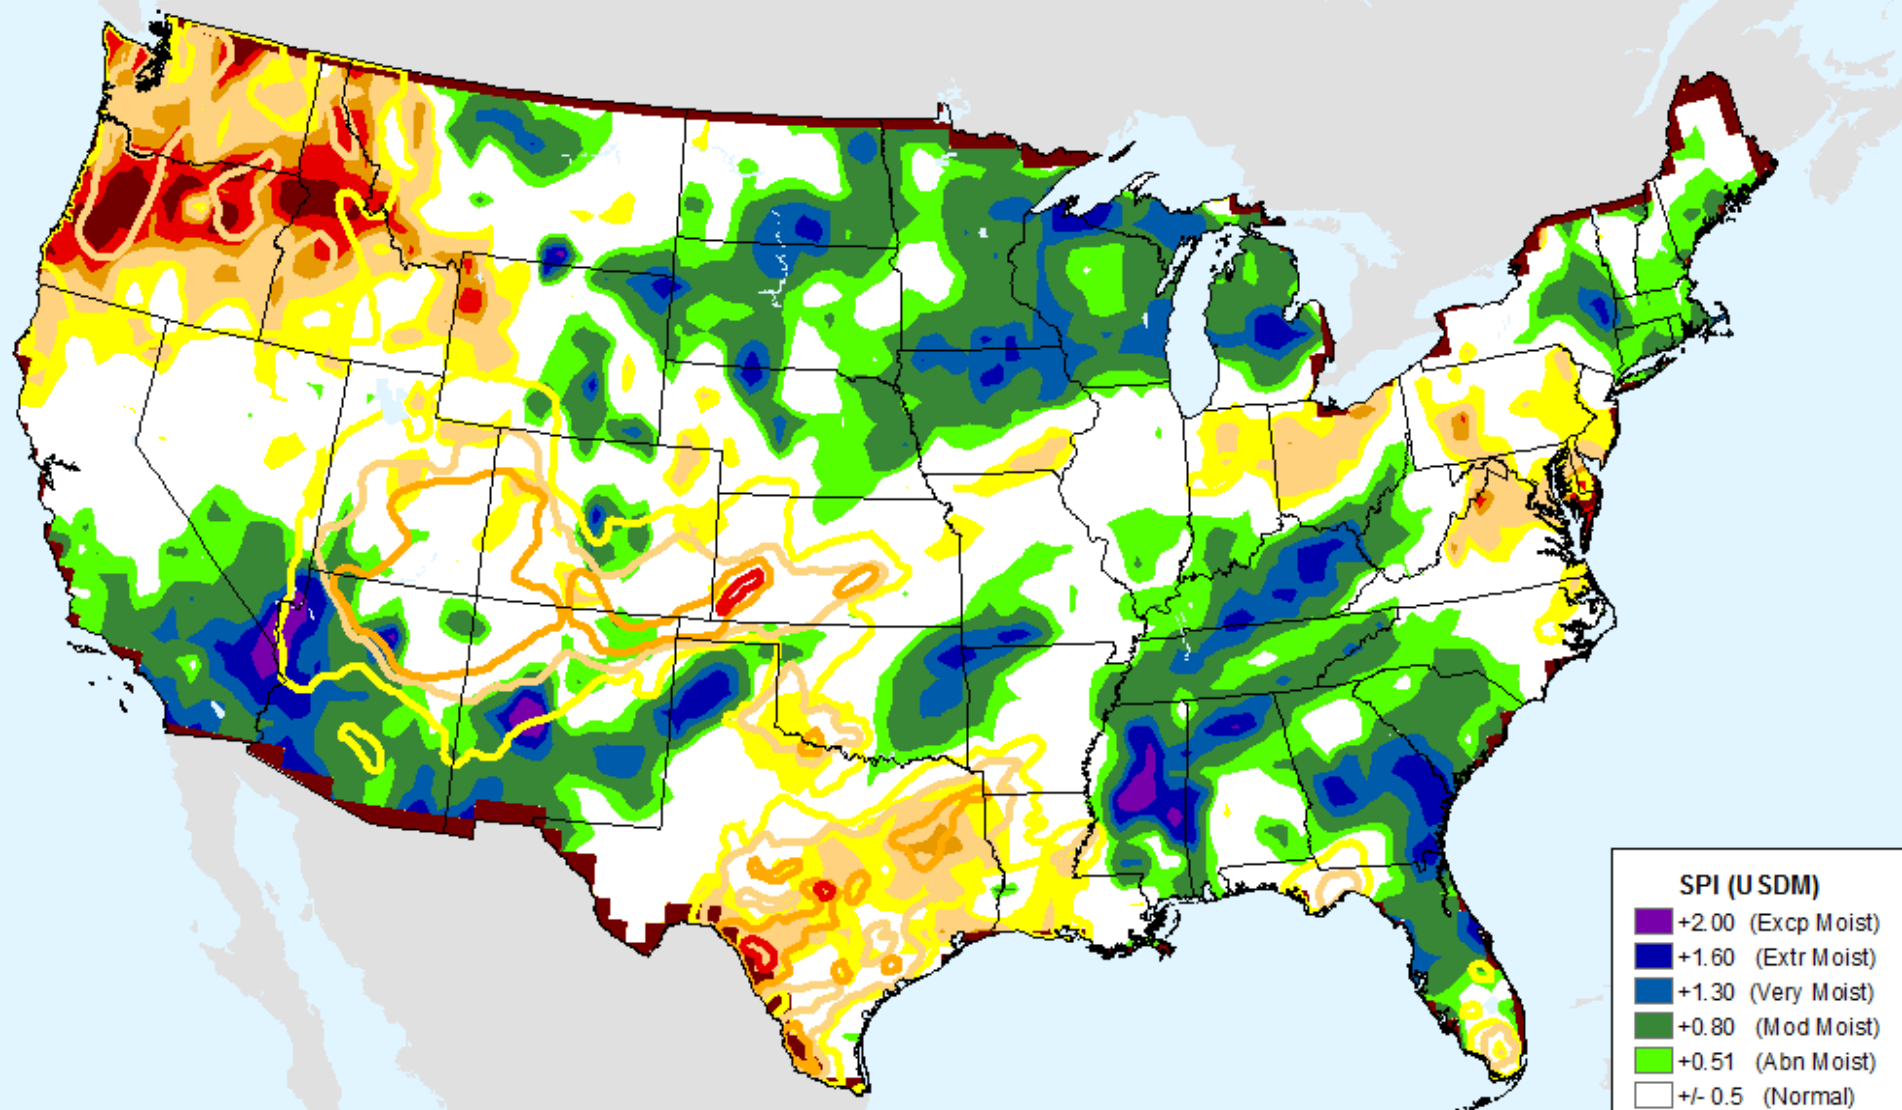 SPI (USDM)
+2.00 (Excp Moist)
+1.60 (Extr Moist)
+1.30 (Very Moist)
+0.80 (Mod Moist)
+0.51 (Abn Moist)
+/- 0.5 (Normal)